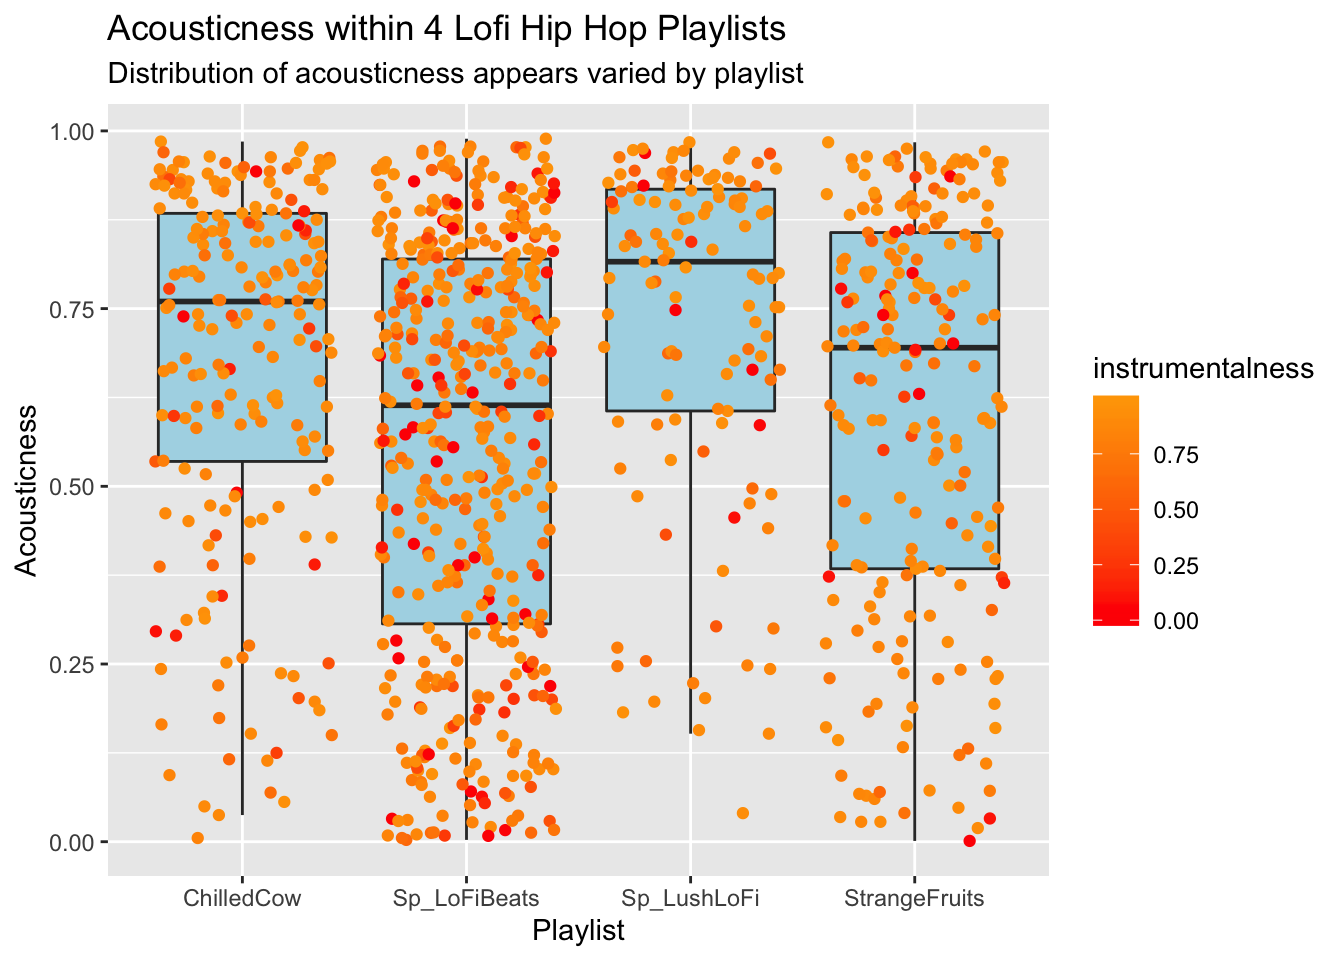 Acousticness within 4 Lofi Hip Hop Playlists
Distribution of acousticness appears varied by playlist
1.00
0.75
0.50
0.25
0.00
Acousticness
ChilledCow
Sp_LoFiBeats
Sp_LushLoFi
StrangeFruits
Playlist
instrumentalness
0.75
0.50
0.25
0.00